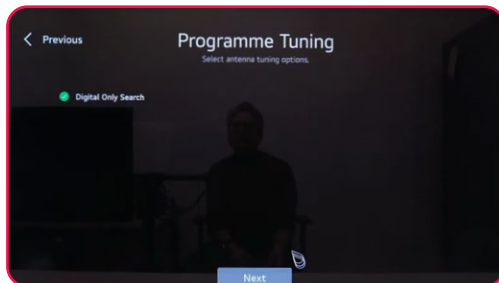 Previous
Programme Tuning
Select antenna tuning options.
Digital Only Search
Next